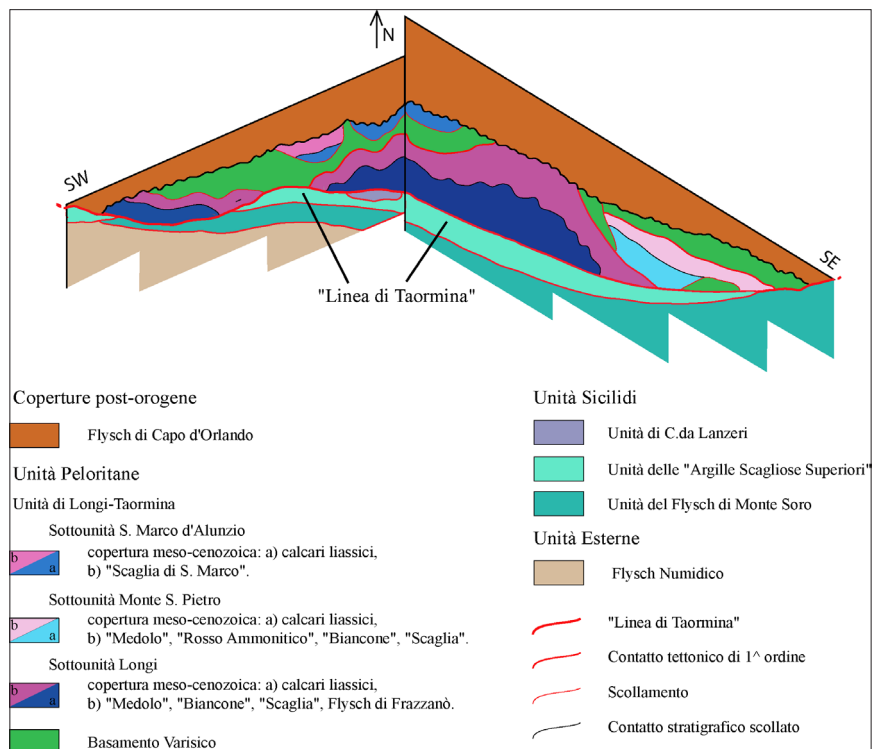 N
SW
SE
"Linea di Taormina"
Coperture post-orogene
Flysch di Capo d'Orlando
Unità Peloritane
Unità di Longi-Taormina
Sottounità S. Marco d'Alunzio
b
a
copertura meso-cenozoica: a) calcari liassici,
b) "Scaglia di S. Marco".
Sottounità Monte S. Pietro
b
a
copertura meso-cenozoica: a) calcari liassici,
b) "Medolo", "Rosso Ammonitico", "Biancone", "Scaglia".
Sottounità Longi
b
a
copertura meso-cenozoica: a) calcari liassici,
b) "Medolo", "Biancone", "Scaglia", Flysch di Frazzanò.
Basamento Varisico
Unità Sicilidi
Unità di C.da Lanzeri
Unità delle "Argille Scagliose Superiori"
Unità del Flysch di Monte Soro
Unità Esterne
Flysch Numidico
"Linea di Taormina"
Contatto tettonico di 1^ ordine
Scollamento
Contatto stratigrafico scollato